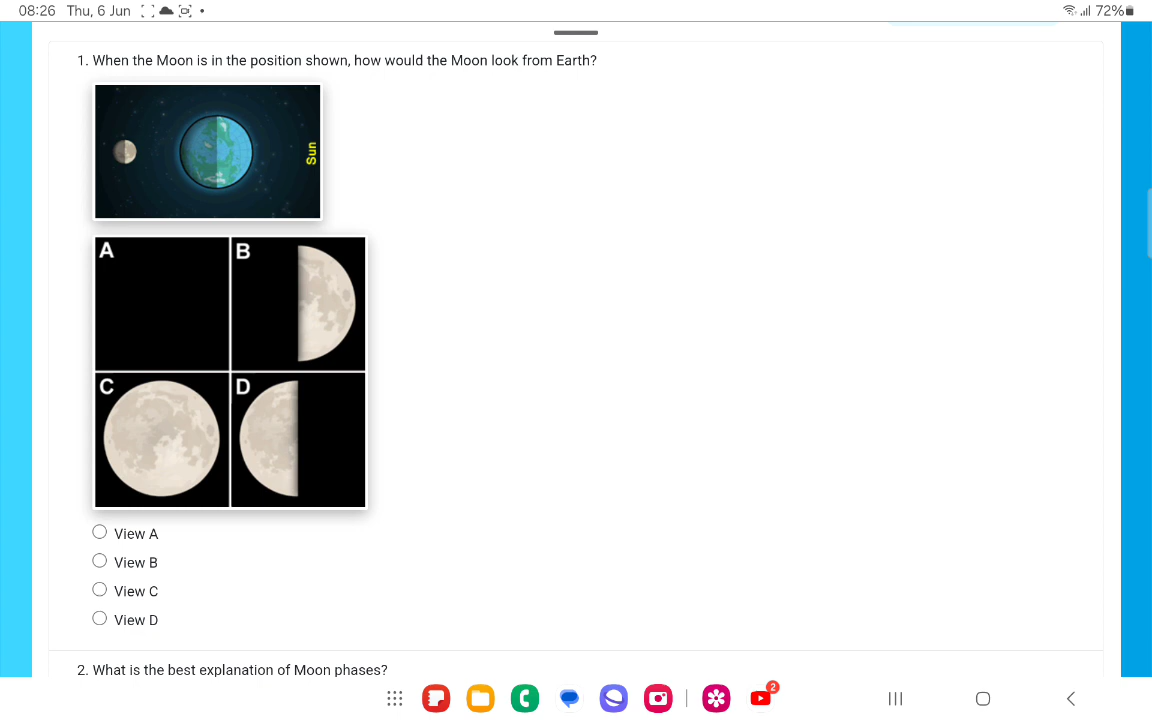 08:26 Thu, 6 Jun 72%
1. When the Moon is in the position shown, how would the Moon look from Earth?
Sun
A B
C D
View A
View B
View C
View D
2. What is the best explanation of Moon phases?
2